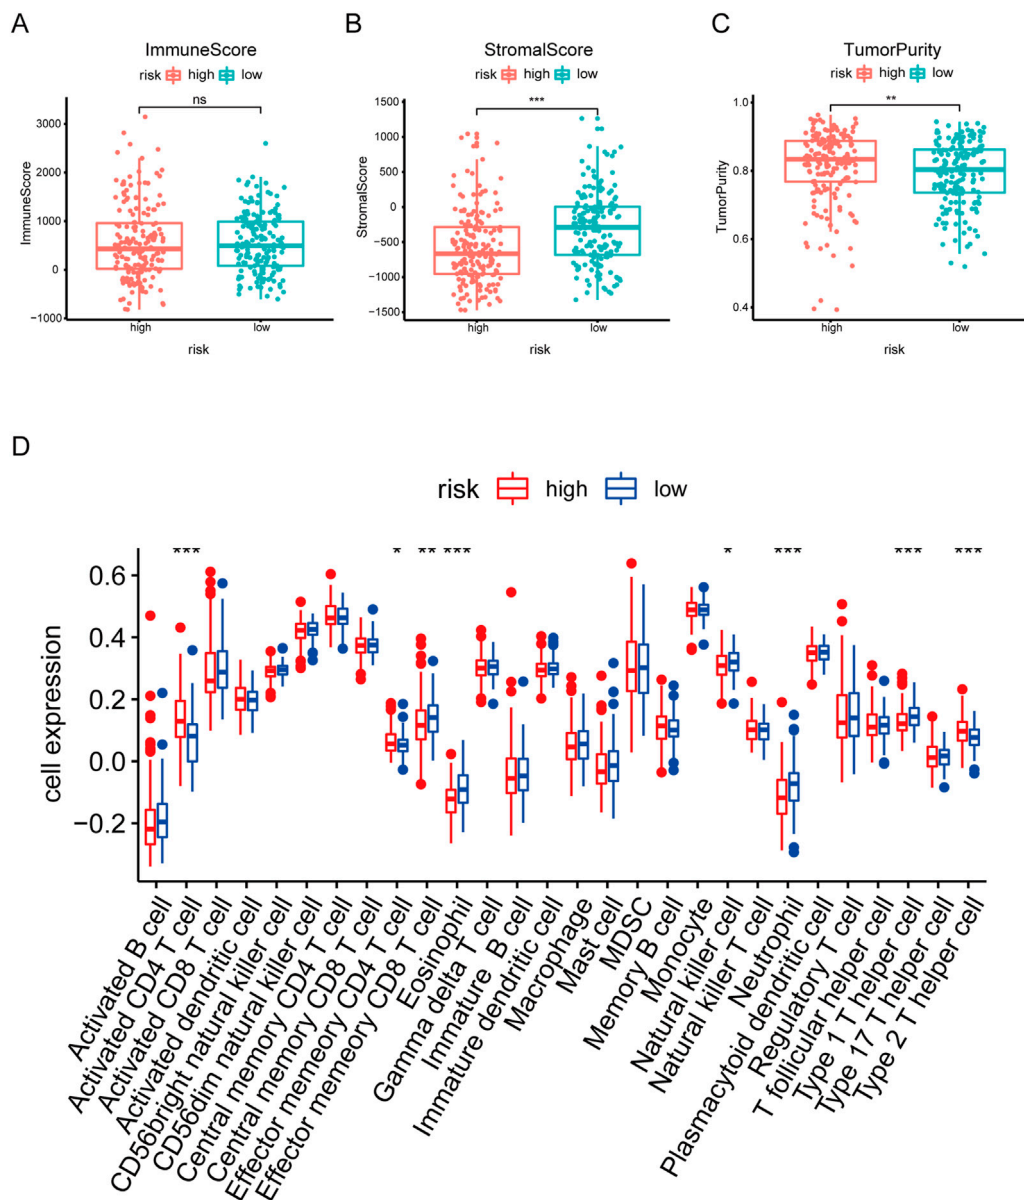 A
ImmuneScore
risk high low
ns
3000
2000
1000
0
−1000
ImmuneScore
high low
risk
B
StromalScore
risk high low
***
1500
1000
500
0
−500
−1000
−1500
StromalScore
high low
risk
C
TumorPurity
risk high low
**
1.0
0.8
0.6
0.4
TumorPurity
high low
risk
D
risk high low
*** * ** *** * *** *** ***
0.6
0.4
0.2
0.0
−0.2
cell expression
Activated B cell
Activated CD4 T cell
Activated CD8 T cell
Activated dendritic cell
CD56bright natural killer cell
CD56dim natural killer cell
Central memory CD4 T cell
Central memory CD8 T cell
Effector memeory CD4 T cell
Effector memeory CD8 T cell
Eosinophil
Gamma delta T cell
Immature  B cell
Immature dendritic cell
Macrophage
Mast cell
MDSC
Memory B cell
Monocyte
Natural killer cell
Natural killer T cell
Neutrophil
Plasmacytoid dendritic cell
Regulatory T cell
T follicular helper cell
Type 1 T helper cell
Type 17 T helper cell
Type 2 T helper cell